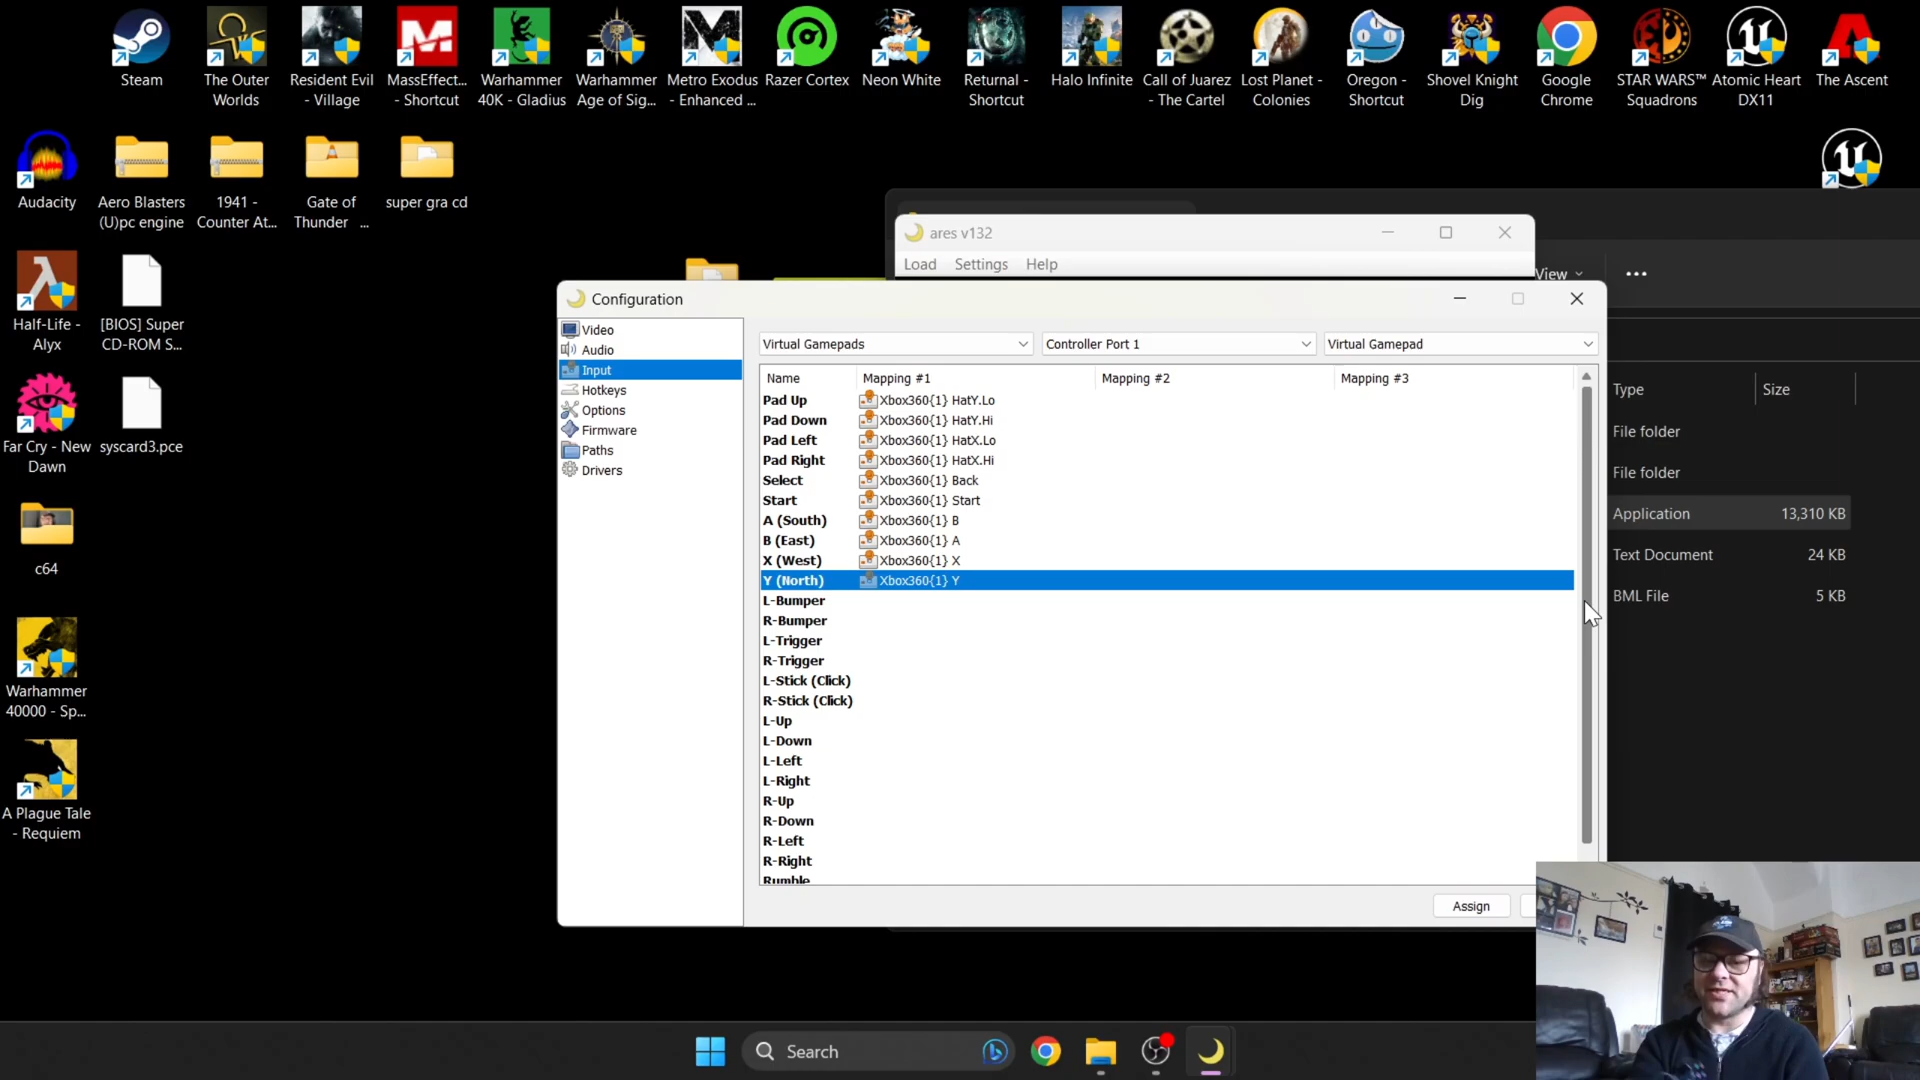 Steam
The Outer
Worlds
Resident Evil
- Village
MassEffect...
- Shortcut
Warhammer
40K - Gladius
Warhammer
Age of Sig...
Metro Exodus
- Enhanced ...
Razer Cortex
Neon White
Returnal -
Shortcut
Halo Infinite
Call of Juarez
- The Cartel
Lost Planet -
Colonies
Oregon -
Shortcut
Shovel Knight
Dig
Google
Chrome
STAR WARS™
Squadrons
Atomic Heart
DX11
The Ascent
Audacity
Aero Blasters
(U)pc engine
1941 -
Counter At...
Gate of
Thunder ...
super gra cd
Half-Life -
Alyx
[BIOS] Super
CD-ROM S...
Far Cry - New
Dawn
syscard3.pce
c64
Warhammer
40000 - Sp...
A Plague Tale
- Requiem
ares v132
Load Settings Help
View
Configuration
Video
Audio
Input
Hotkeys
Options
Firmware
Paths
Drivers
Virtual Gamepads Controller Port 1 Virtual Gamepad
Name Mapping #1 Mapping #2 Mapping #3
Pad Up Xbox360{1} HatY.Lo
Pad Down Xbox360{1} HatY.Hi
Pad Left Xbox360{1} HatX.Lo
Pad Right Xbox360{1} HatX.Hi
Select Xbox360{1} Back
Start Xbox360{1} Start
A (South) Xbox360{1} B
B (East) Xbox360{1} A
X (West) Xbox360{1} X
Y (North) Xbox360{1} Y
L-Bumper
R-Bumper
L-Trigger
R-Trigger
L-Stick (Click)
R-Stick (Click)
L-Up
L-Down
L-Left
L-Right
R-Up
R-Down
R-Left
R-Right
Rumble
Assign
Type Size
File folder
File folder
Application 13,310 KB
Text Document 24 KB
BML File 5 KB
Search